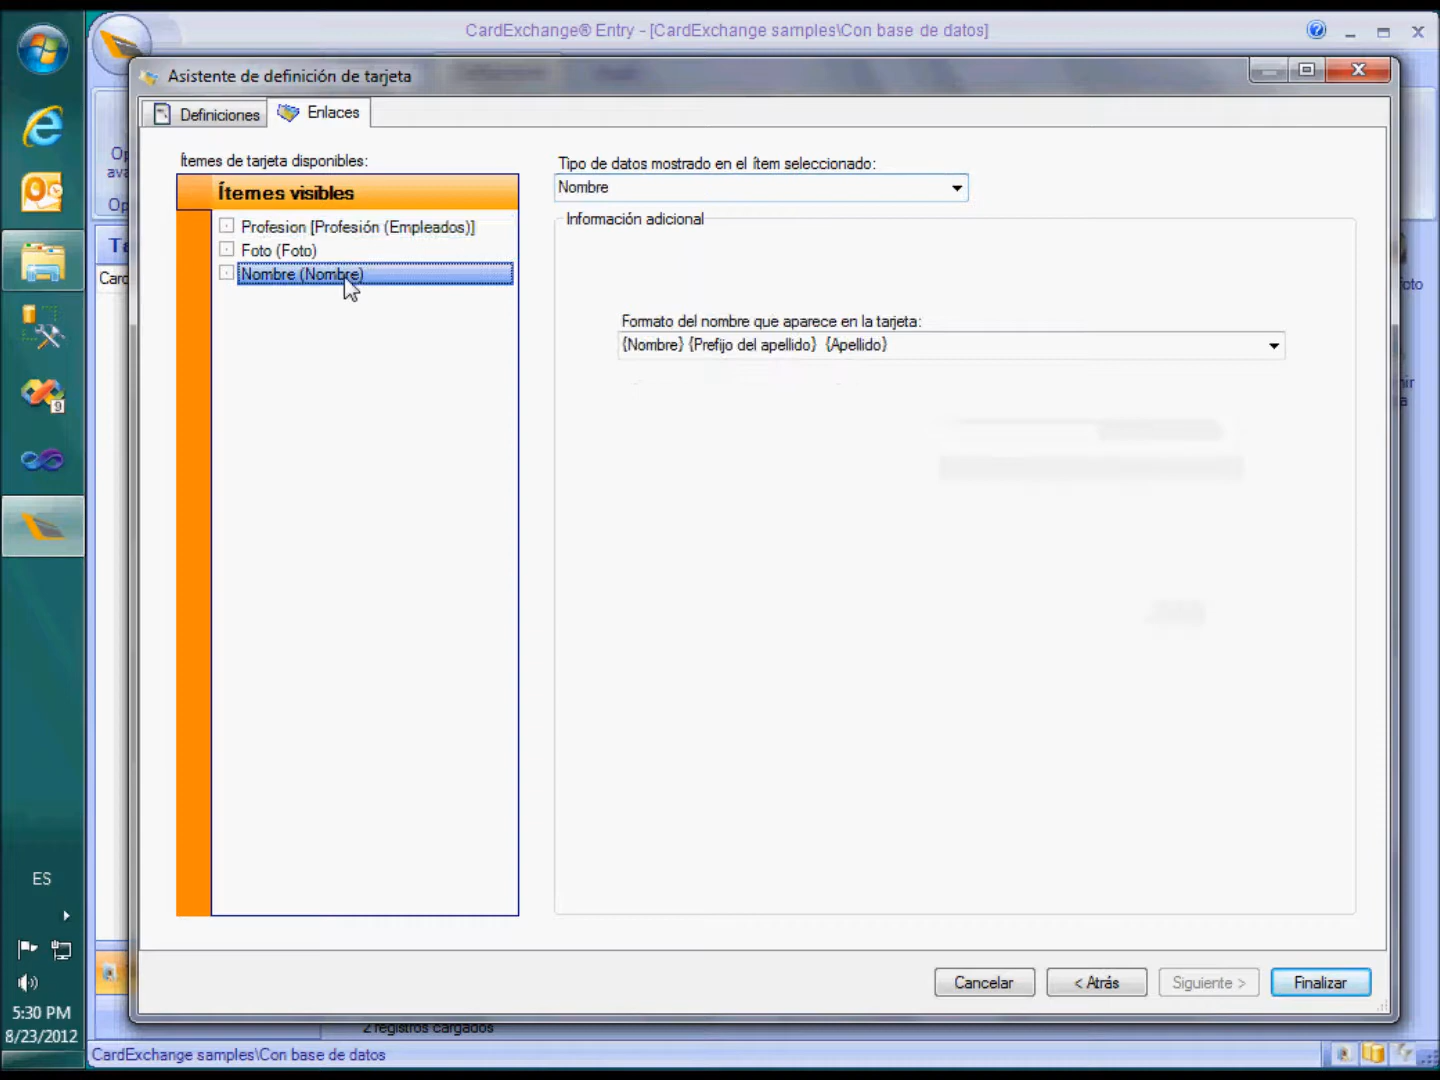 CardExchange® Entry - [CardExchange samples\Con base de datos]
Asistente de definición de tarjeta
Definiciones
Enlaces
Ítemes de tarjeta disponibles:
Ítemes visibles
Profesion [Profesión (Empleados)]
Foto (Foto)
Nombre (Nombre)
Tipo de datos mostrado en el ítem seleccionado:
Nombre
Información adicional
Formato del nombre que aparece en la tarjeta:
{Nombre} {Prefijo del apellido}  {Apellido}
foto
Cancelar
< Atrás
Siguiente >
Finalizar
2 registros cargados
CardExchange samples\Con base de datos
ES
9
5:30 PM
8/23/2012